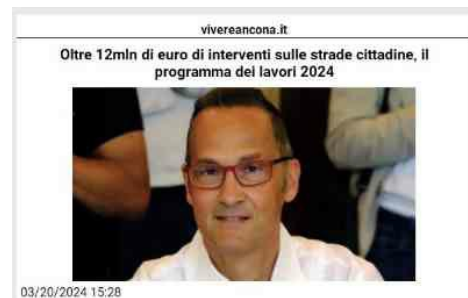 vivereancona.it
Oltre 12mln di euro di interventi sulle strade cittadine, il
programma dei lavori 2024
03/20/2024 15:28